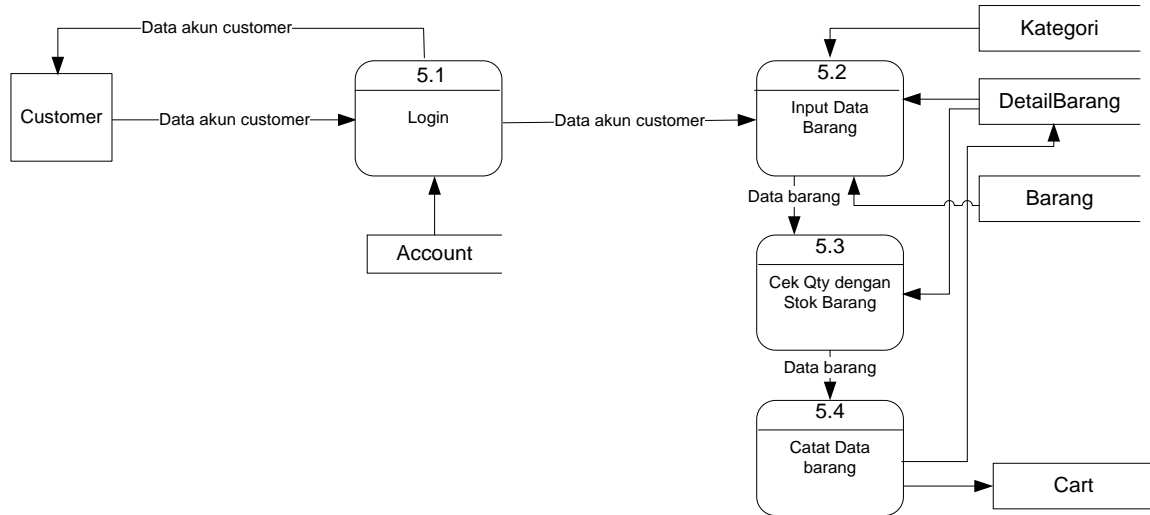 Data akun customer
Customer
Data akun customer
5.1
Login
Data akun customer
Account
5.2
Input Data
Barang
Kategori
DetailBarang
Barang
Data barang
5.3
Cek Qty dengan
Stok Barang
Data barang
5.4
Catat Data
barang
Cart